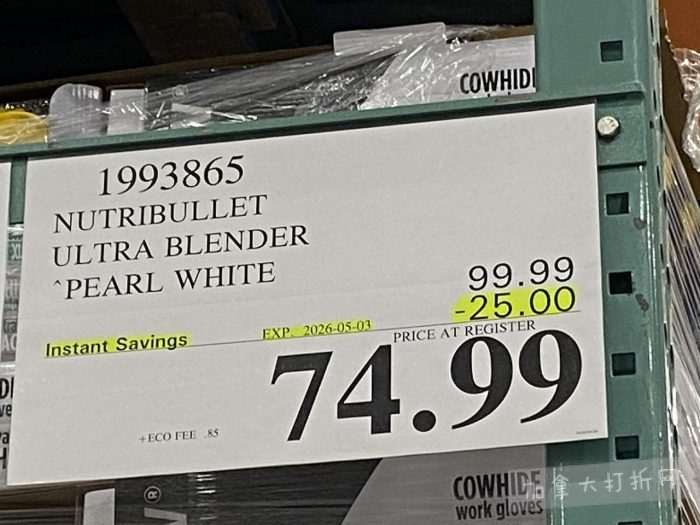 COWHIDE
1993865
NUTRIBULLET
ULTRA BLENDER
^PEARL WHITE
99.99
-25.00
Instant Savings
EXP. 2026-05-03
PRICE AT REGISTER
74.99
+ECO FEE .85
COWHIDE
work gloves
加拿大打折网